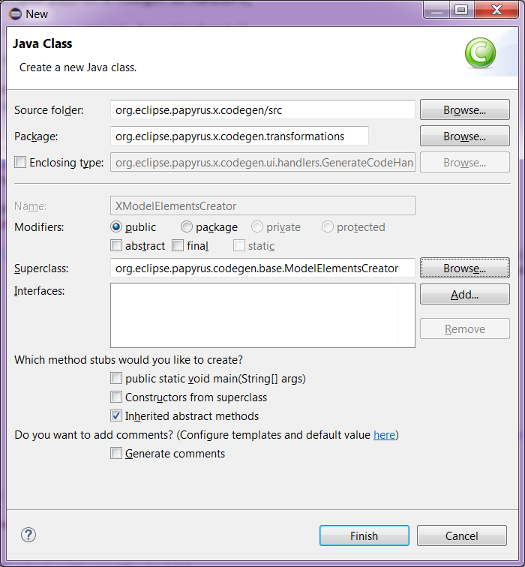 New
Java Class
Create a new Java class.
Source folder: org.eclipse.papyrus.x.codegen/src Browse...
Package: org.eclipse.papyrus.x.codegen.transformations Browse...
Enclosing type: org.eclipse.papyrus.x.codegen.ui.handlers.GenerateCodeHan Browse...
Name: XModelElementsCreator
Modifiers: public package private protected
abstract final static
Superclass: org.eclipse.papyrus.codegen.base.ModelElementsCreator Browse...
Interfaces: Add...
Remove
Which method stubs would you like to create?
public static void main(String[] args)
Constructors from superclass
Inherited abstract methods
Do you want to add comments? (Configure templates and default value here)
Generate comments
? Finish Cancel